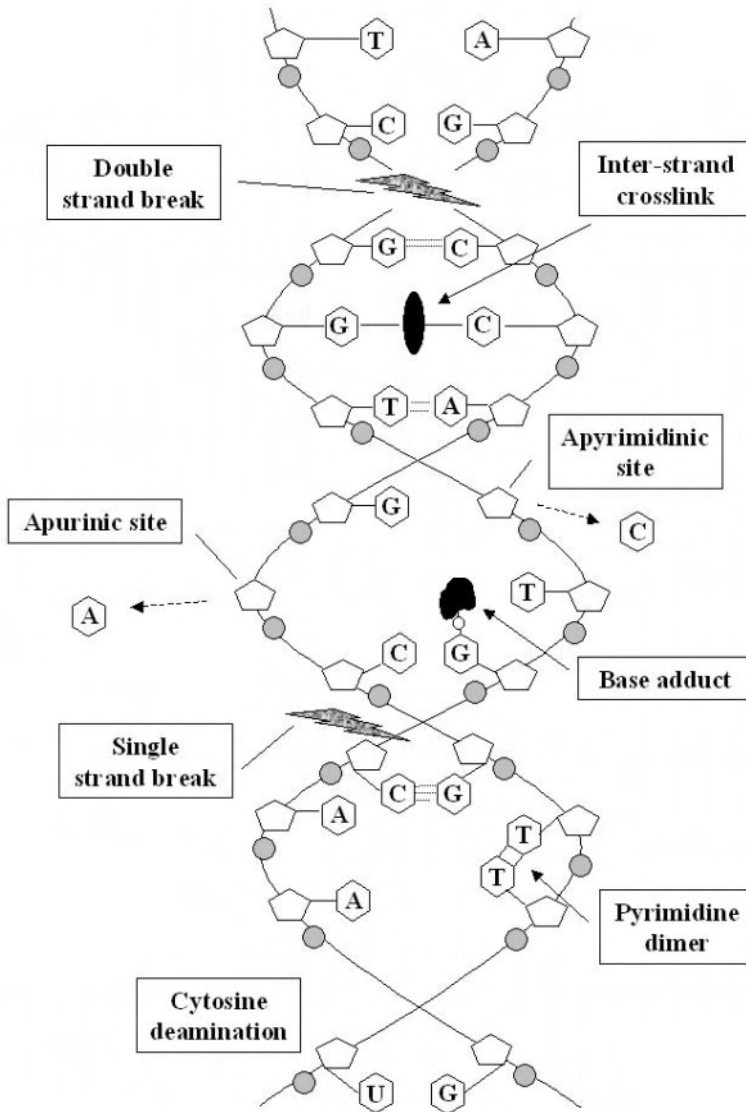 T A
C G
Double
strand break
Inter-strand
crosslink
G C
G C
T A
Apyrimidinic
site
Apurinic site
G
C
A
T
C G
Base adduct
Single
strand break
C G
A
T
T
A
Pyrimidine
dimer
Cytosine
deamination
U G